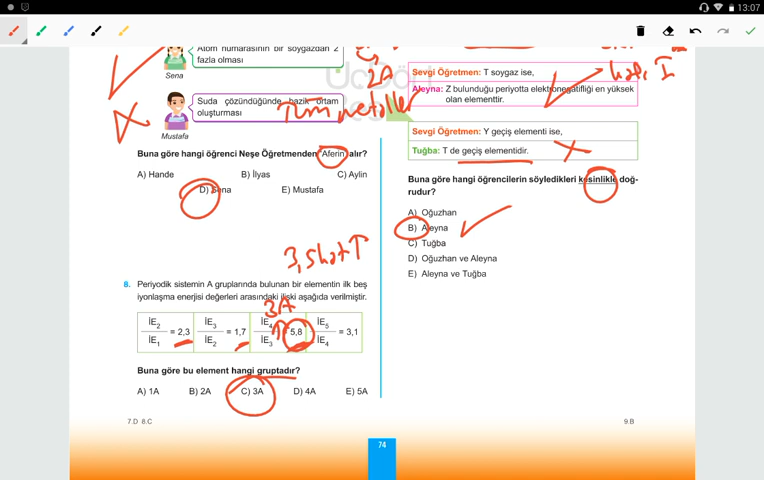 13:07
Atom numarasının bir soygazdan 2
fazla olması
Sena
2A
Suda çözündüğünde bazik ortam
oluşturması
Mustafa
Tüm metaller
Buna göre hangi öğrenci Neşe Öğretmenden "Aferin" alır?
A) Hande B) İlyas C) Aylin
D) Sena E) Mustafa
3,5 kat ↑
8. Periyodik sistemin A gruplarında bulunan bir elementin ilk beş
iyonlaşma enerjisi değerleri arasındaki ilişki aşağıda verilmiştir.
3A
İE2/İE1 = 2,3 İE3/İE2 = 1,7 İE4/İE3 = 5,8 İE5/İE4 = 3,1
Buna göre bu element hangi gruptadır?
A) 1A B) 2A C) 3A D) 4A E) 5A
7.D 8.C
Sevgi Öğretmen: T soygaz ise,
Aleyna: Z bulunduğu periyotta elektronegatifliği en yüksek
olan elementtir.
Sevgi Öğretmen: Y geçiş elementi ise,
Tuğba: T de geçiş elementidir.
Buna göre hangi öğrencilerin söyledikleri kesinlikle doğ-
rudur?
A) Oğuzhan
B) Aleyna
C) Tuğba
D) Oğuzhan ve Aleyna
E) Aleyna ve Tuğba
9.B
74